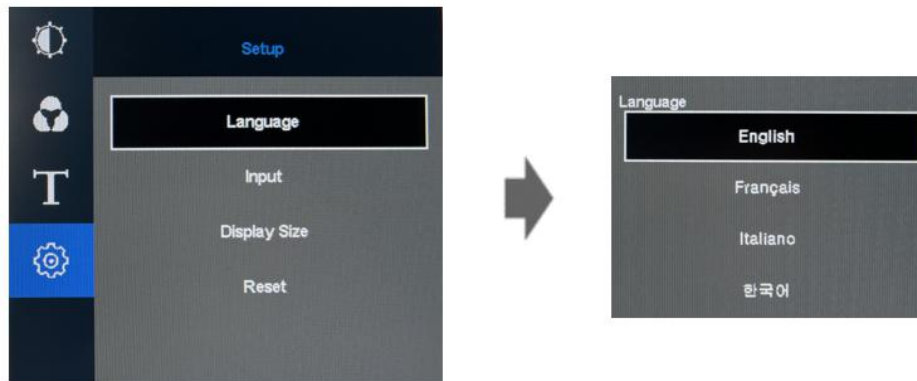 Setup
Language
Input
Display Size
Reset
Language
English
Français
Italiano
한국어